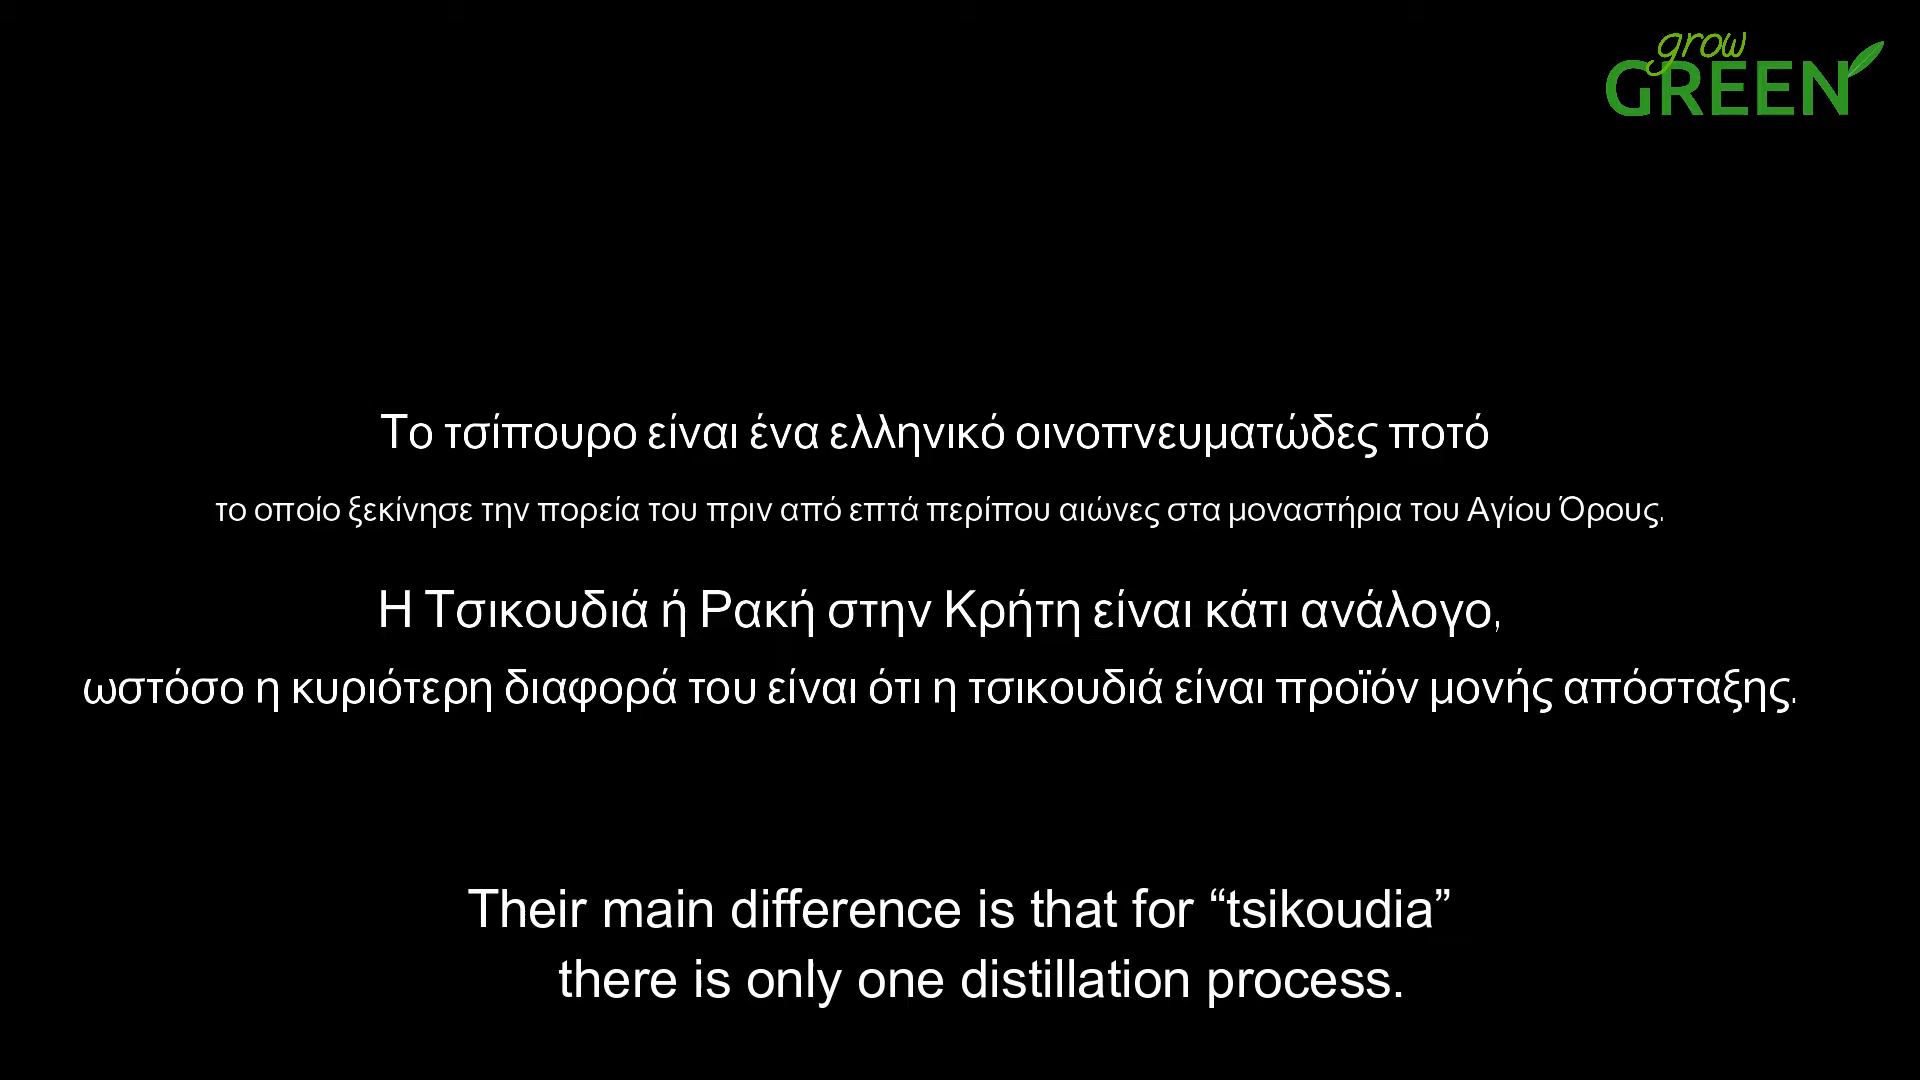 grow
GREEN
Το τσίπουρο είναι ένα ελληνικό οινοπνευματώδες ποτό
το οποίο ξεκίνησε την πορεία του πριν από επτά περίπου αιώνες στα μοναστήρια του Αγίου Όρους.
Η Τσικουδιά ή Ρακή στην Κρήτη είναι κάτι ανάλογο,
ωστόσο η κυριότερη διαφορά του είναι ότι η τσικουδιά είναι προϊόν μονής απόσταξης.
Their main difference is that for “tsikoudia”
there is only one distillation process.